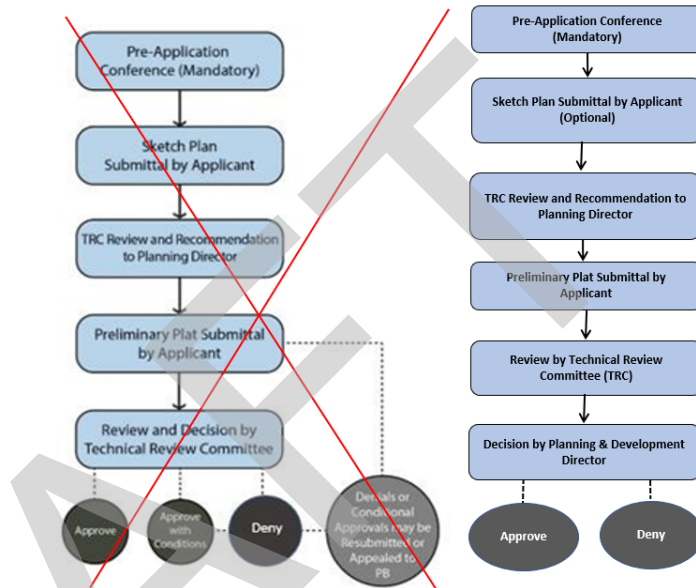 Pre-Application
Conference (Mandatory)
Sketch Plan
Submittal by Applicant
TRC Review and Recommendation
to Planning Director
Preliminary Plat Submittal
by Applicant
Review and Decision by
Technical Review Committee
Approve
Approve
with
Conditions
Deny
Denials or
Conditional
Approvals may be
Resubmitted or
Appealed to
PB
Pre-Application Conference
(Mandatory)
Sketch Plan Submittal by Applicant
(Optional)
TRC Review and Recommendation to
Planning Director
Preliminary Plat Submittal by
Applicant
Review by Technical Review
Committee (TRC)
Decision by Planning & Development
Director
Approve
Deny